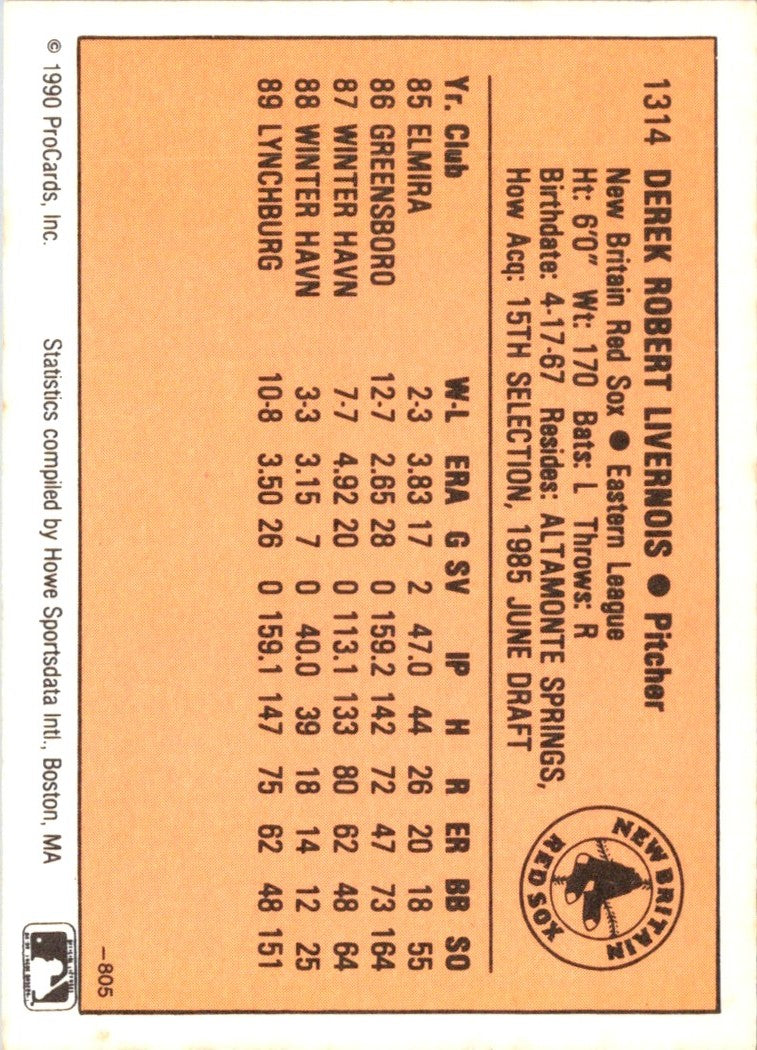 1314 DEREK ROBERT LIVERNOIS ● Pitcher
New Britain Red Sox ● Eastern League
Ht: 6'0" Wt: 170 Bats: L Throws: R
Birthdate: 4-17-67 Resides: ALTAMONTE SPRINGS,
How Acq: 15TH SELECTION, 1985 JUNE DRAFT
NEW BRITAIN
RED SOX
Yr. Club W-L ERA G SV IP H R ER BB SO
85 ELMIRA 2-3 3.83 17 2 47.0 44 26 20 18 55
86 GREENSBORO 12-7 2.65 28 0 159.2 142 72 47 73 164
87 WINTER HAVN 7-7 4.92 20 0 113.1 133 80 62 48 64
88 WINTER HAVN 3-3 3.15 7 0 40.0 39 18 14 12 25
89 LYNCHBURG 10-8 3.50 26 0 159.1 147 75 62 48 151
–805
© 1990 ProCards, Inc. Statistics compiled by Howe Sportsdata Intl., Boston, MA